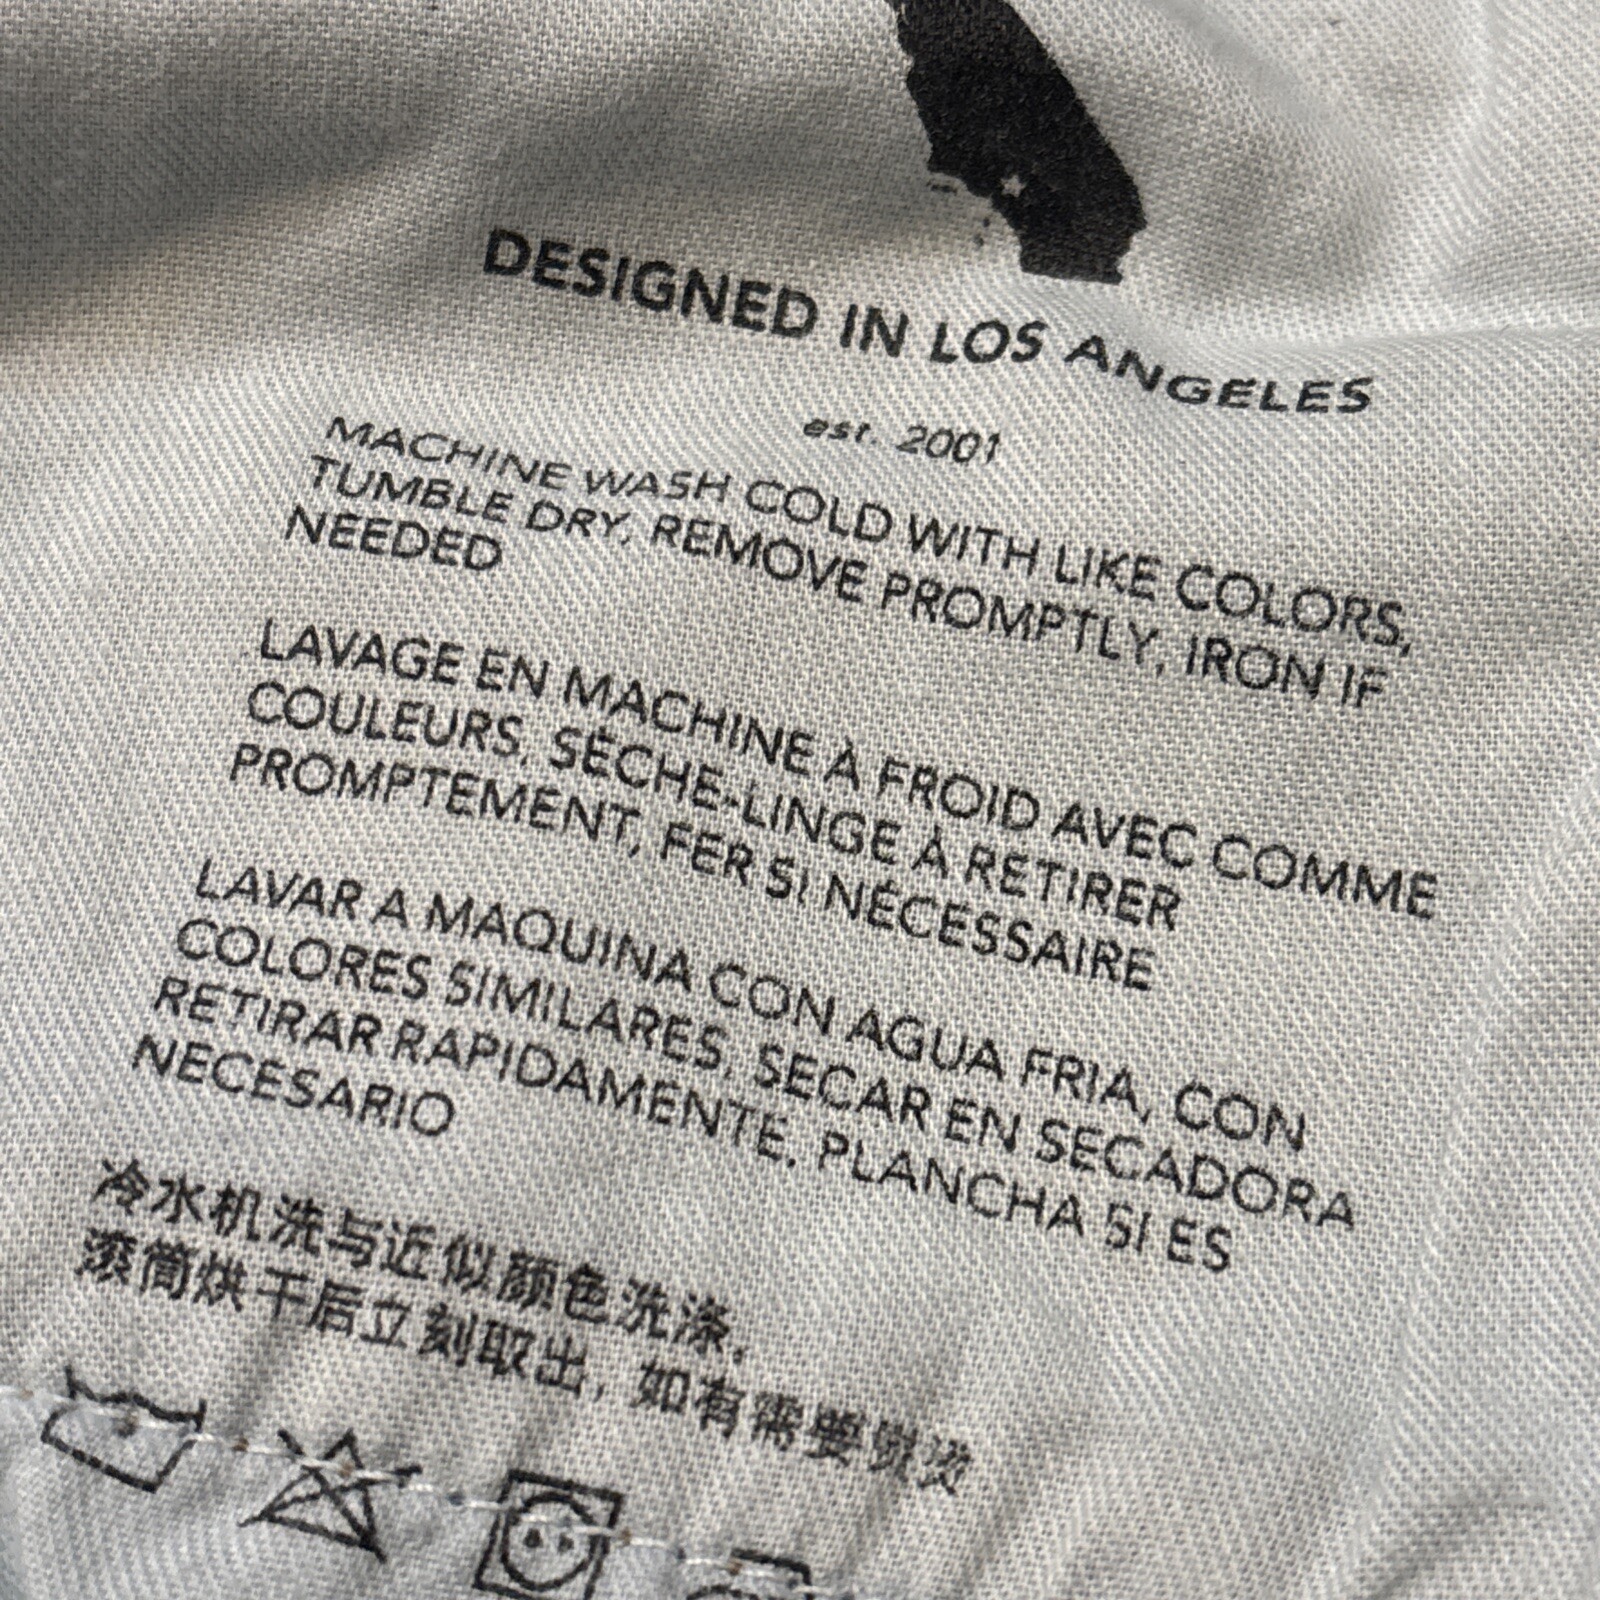 DESIGNED IN LOS ANGELES
est. 2001
MACHINE WASH COLD WITH LIKE COLORS,
TUMBLE DRY, REMOVE PROMPTLY, IRON IF
NEEDED
LAVAGE EN MACHINE À FROID AVEC COMME
COULEURS, SÈCHE-LINGE À RETIRER
PROMPTEMENT, FER SI NÉCESSAIRE
LAVAR A MAQUINA CON AGUA FRIA, CON
COLORES SIMILARES, SECAR EN SECADORA
RETIRAR RAPIDAMENTE, PLANCHA SI ES
NECESARIO
冷水机洗与近似颜色洗涤,
滚筒烘干后立刻取出, 如有需要熨烫